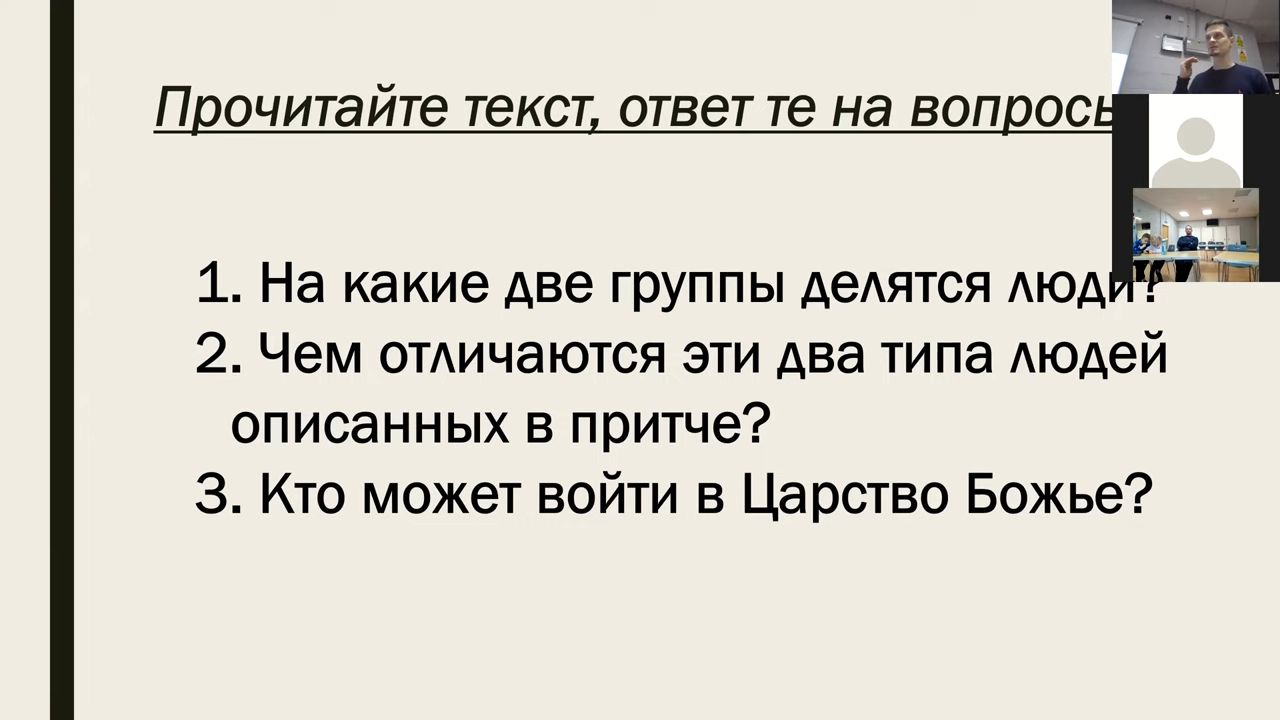 Прочитайте текст, ответ те на вопросы
1. На какие две группы делятся люди?
2. Чем отличаются эти два типа людей
описанных в притче?
3. Кто может войти в Царство Божье?